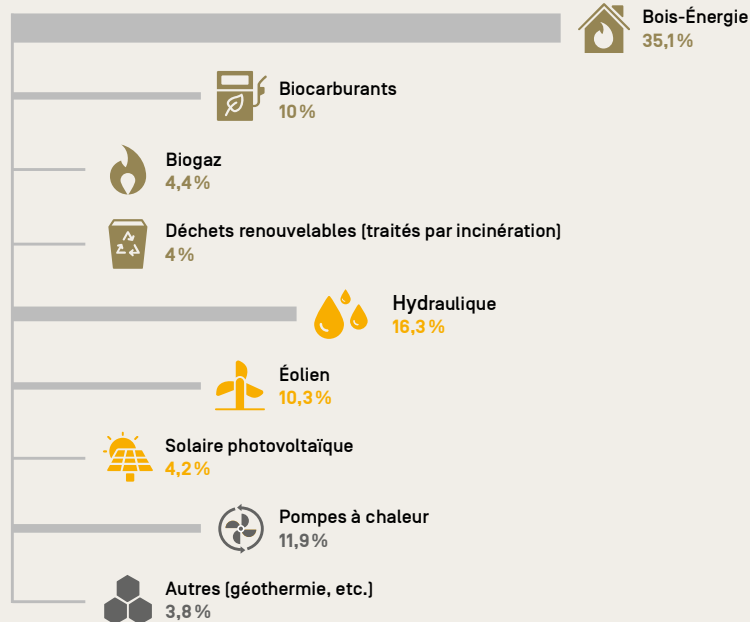 Bois-Énergie
35,1 %
Biocarburants
10 %
Biogaz
4,4 %
Déchets renouvelables (traités par incinération)
4 %
Hydraulique
16,3 %
Éolien
10,3 %
Solaire photovoltaïque
4,2 %
Pompes à chaleur
11,9 %
Autres (géothermie, etc.)
3,8 %